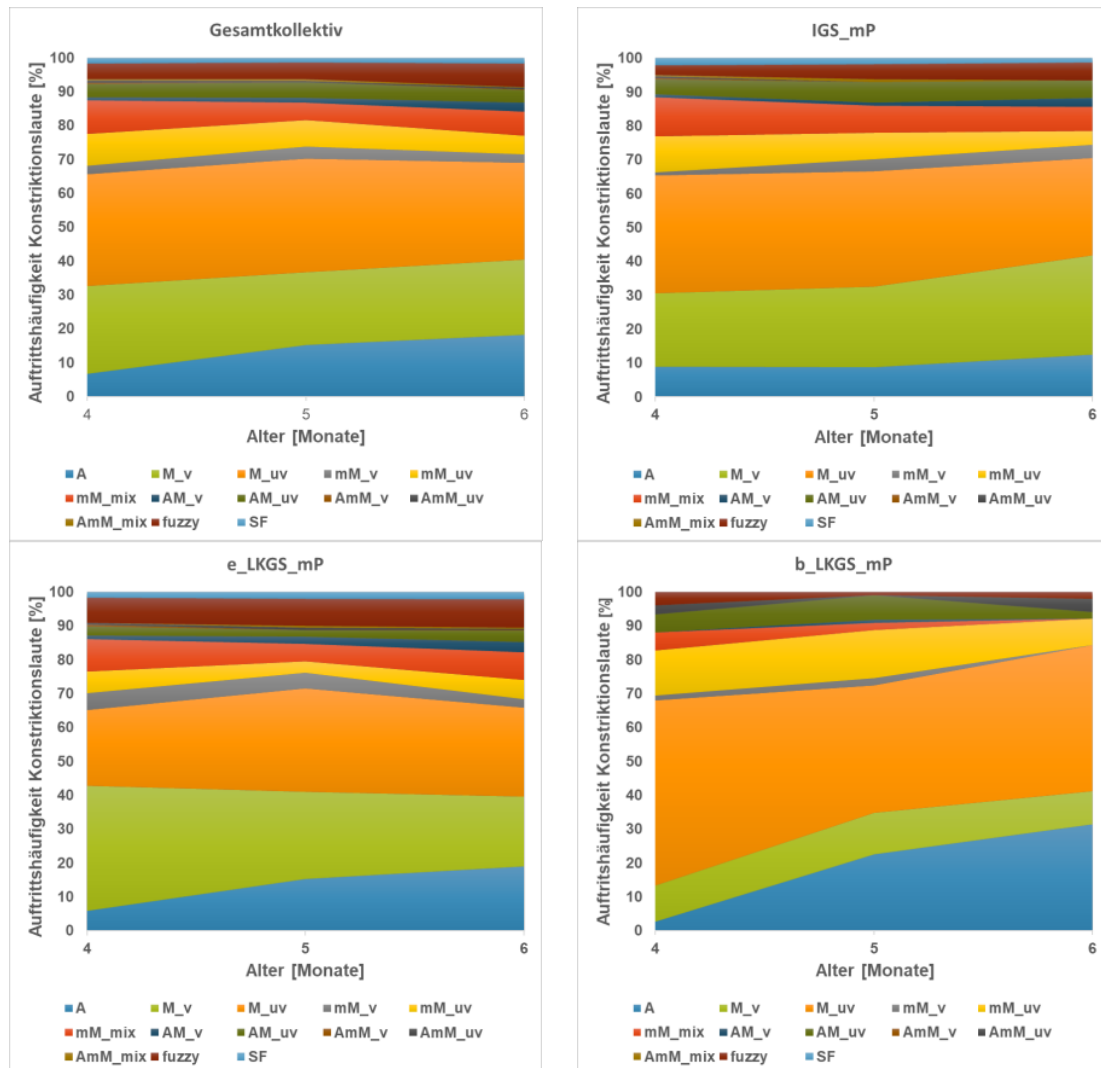 Gesamtkollektiv
Auftrittshäufigkeit Konstriktionslaute [%]
100
90
80
70
60
50
40
30
20
10
0
4 5 6
Alter [Monate]
A M_v M_uv mM_v mM_uv
mM_mix AM_v AM_uv AmM_v AmM_uv
AmM_mix fuzzy SF
IGS_mP
Auftrittshäufigkeit Konstriktionslaute [%]
100
90
80
70
60
50
40
30
20
10
0
4 5 6
Alter [Monate]
A M_v M_uv mM_v mM_uv
mM_mix AM_v AM_uv AmM_v AmM_uv
AmM_mix fuzzy SF
e_LKGS_mP
Auftrittshäufigkeit Konstriktionslaute [%]
100
90
80
70
60
50
40
30
20
10
0
4 5 6
Alter [Monate]
A M_v M_uv mM_v mM_uv
mM_mix AM_v AM_uv AmM_v AmM_uv
AmM_mix fuzzy SF
b_LKGS_mP
Auftritshäufigkeit Konstriktionslaute [%]
100
90
80
70
60
50
40
30
20
10
0
4 5 6
Alter [Monate]
A M_v M_uv mM_v mM_uv
mM_mix AM_v AM_uv AmM_v AmM_uv
AmM_mix fuzzy SF